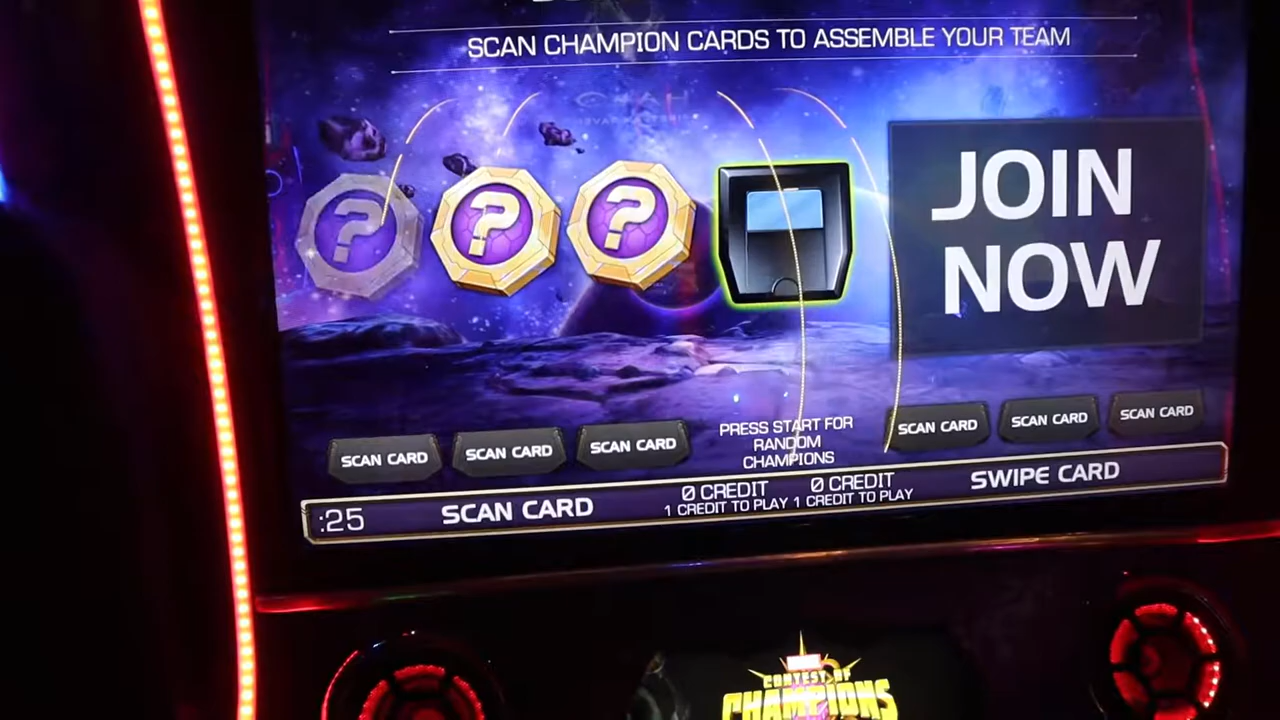 SCAN CHAMPION CARDS TO ASSEMBLE YOUR TEAM
? ? ?
JOIN
NOW
SCAN CARD SCAN CARD SCAN CARD
PRESS START FOR
RANDOM
CHAMPIONS
SCAN CARD SCAN CARD SCAN CARD
:25 SCAN CARD
0 CREDIT 0 CREDIT
1 CREDIT TO PLAY 1 CREDIT TO PLAY
SWIPE CARD
MARVEL
CONTEST OF
CHAMPIONS